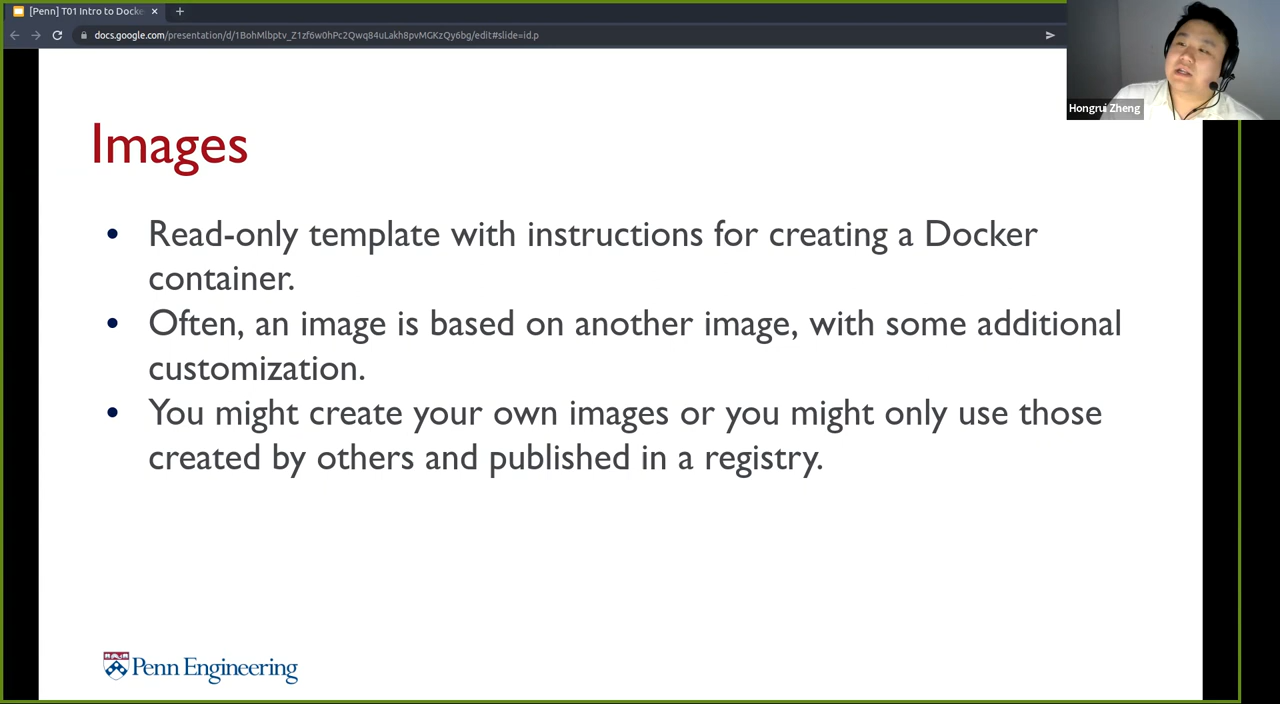 [Penn] T01 Intro to Docke
docs.google.com/presentation/d/1BohMlbptv_Z1zf6w0hPc2Qwq84uLakh8pvMGKzQy6bg/edit#slide=id.p
Hongrui Zheng
Images
• Read-only template with instructions for creating a Docker
container.
• Often, an image is based on another image, with some additional
customization.
• You might create your own images or you might only use those
created by others and published in a registry.
Penn Engineering